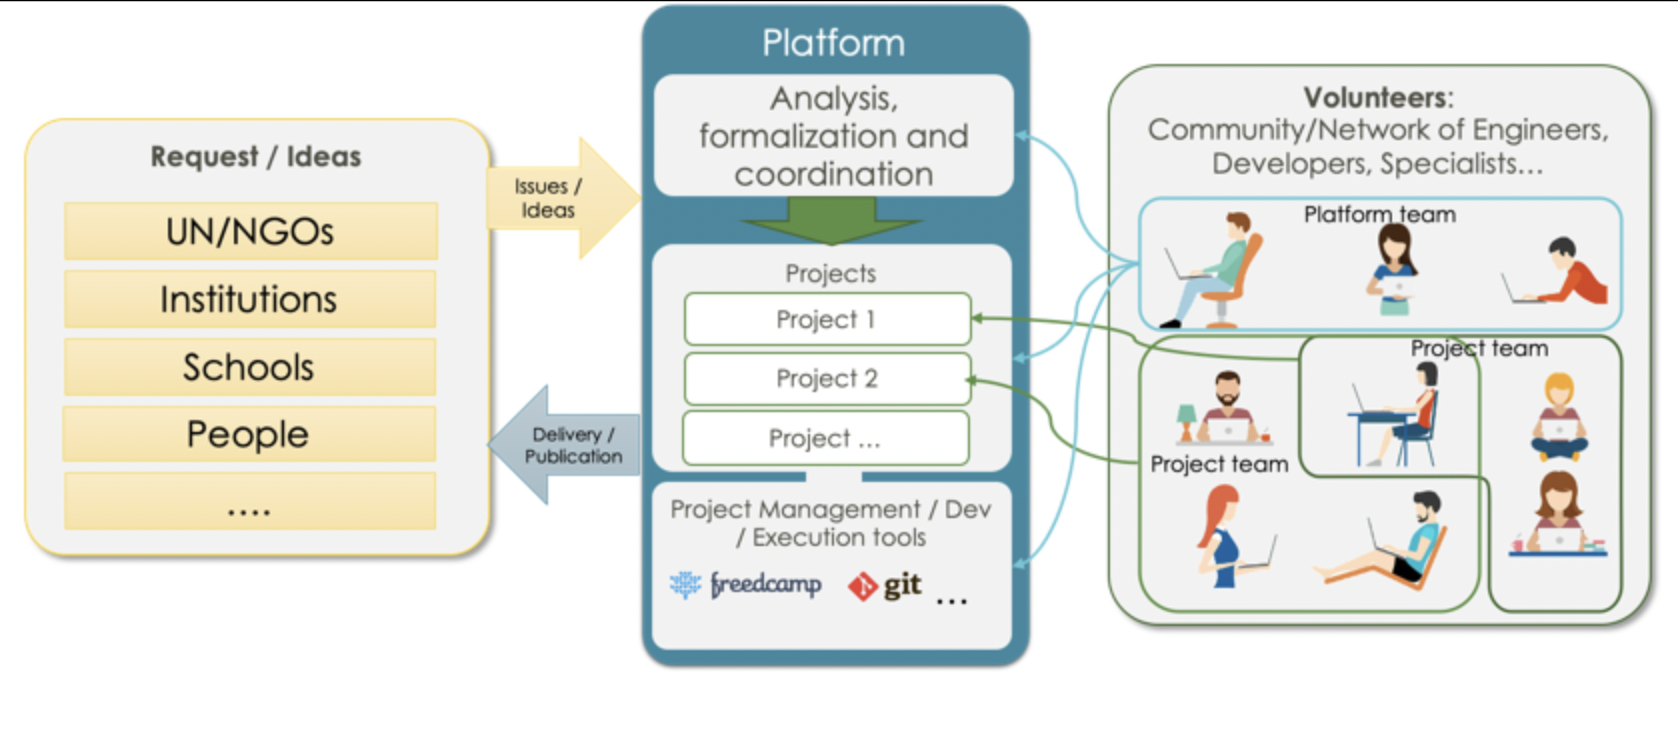 Request / Ideas
UN/NGOs
Institutions
Schools
People
....
Issues /
Ideas
Delivery /
Publication
Platform
Analysis,
formalization and
coordination
Projects
Project 1
Project 2
Project ...
Project Management / Dev
/ Execution tools
freedcamp
git
...
Volunteers:
Community/Network of Engineers,
Developers, Specialists...
Platform team
Project team
Project team